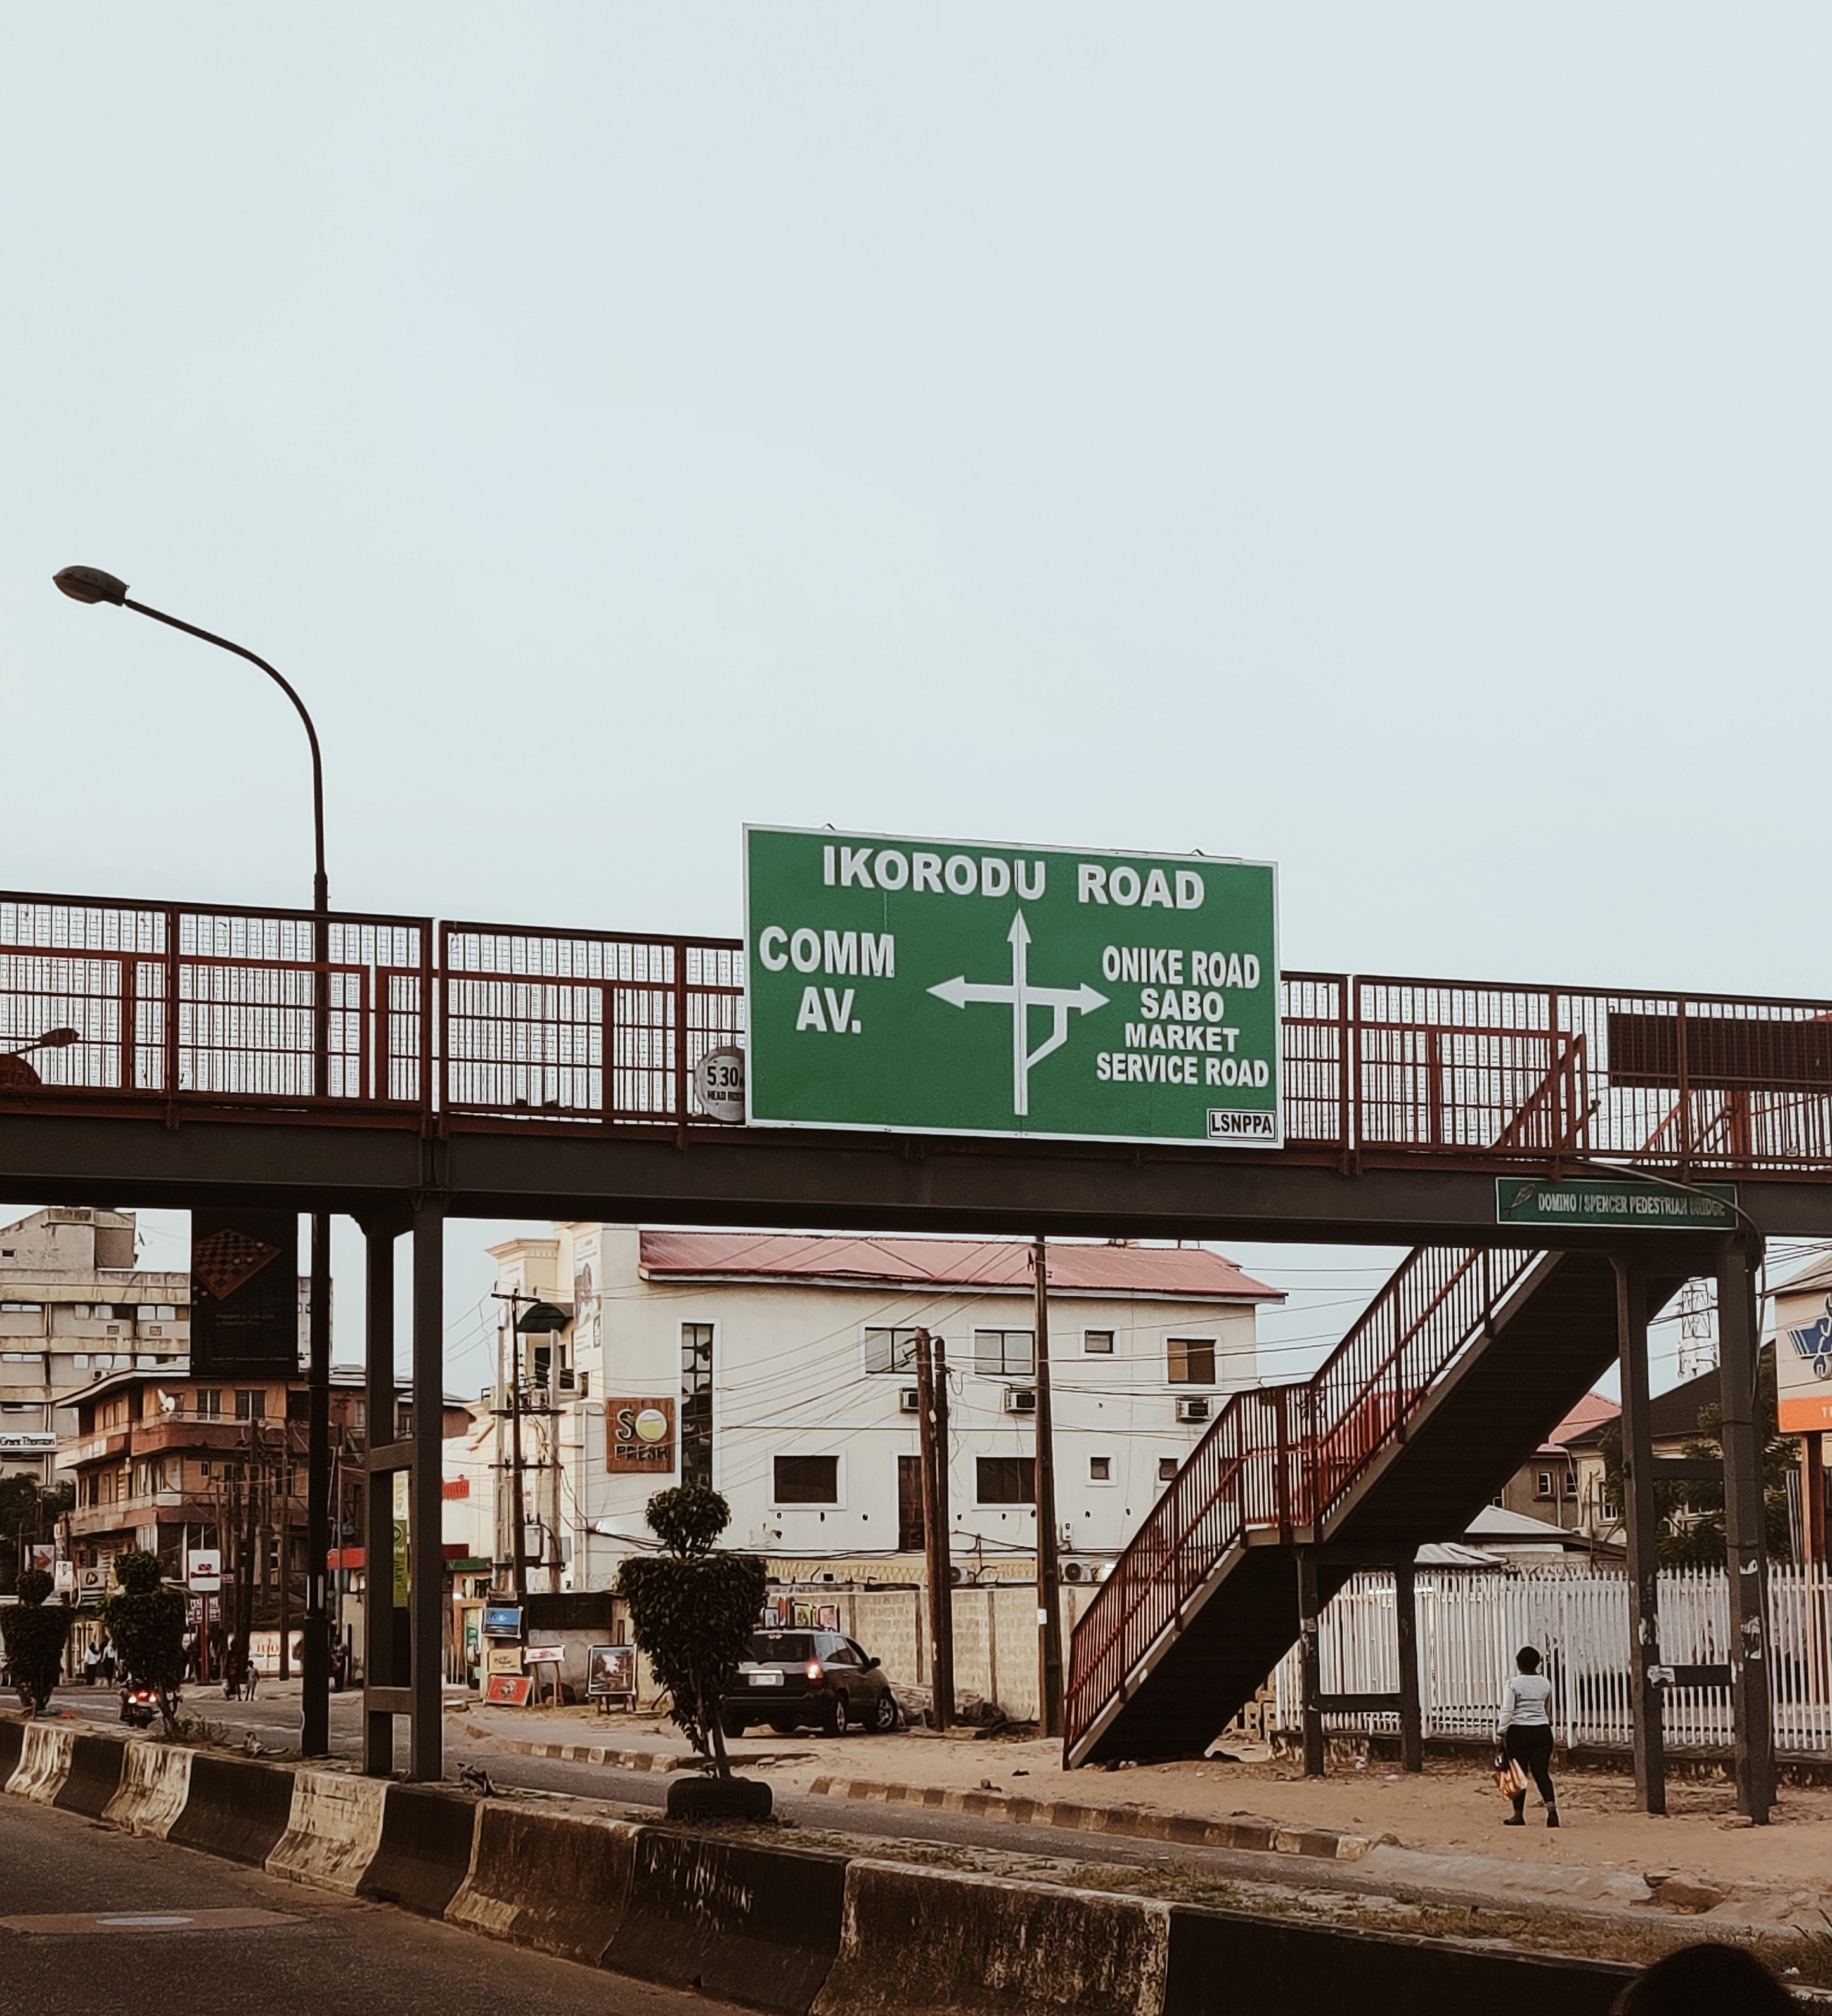 IKORODU ROAD
COMM
AV.
ONIKE ROAD
SABO
MARKET
SERVICE ROAD
LSNPPA
5.30
HEAD
DOMINO / SPENCER PEDESTRIAN BRIDGE
SO
FRESH